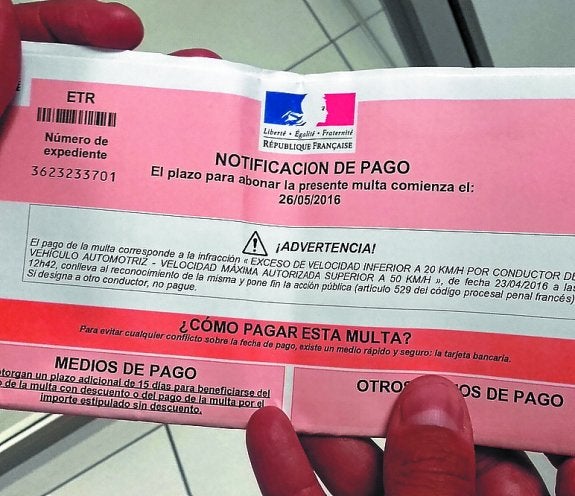 ETR
Número de
expediente
3623233701
Liberté • Égalité • Fraternité
RÉPUBLIQUE FRANÇAISE
NOTIFICACION DE PAGO
El plazo para abonar la presente multa comienza el:
26/05/2016
¡ADVERTENCIA!
El pago de la multa corresponde a la infracción « EXCESO DE VELOCIDAD INFERIOR A 20 KM/H POR CONDUCTOR DE
VEHÍCULO AUTOMOTRIZ - VELOCIDAD MÁXIMA AUTORIZADA SUPERIOR A 50 KM/H », de fecha 23/04/2016 a las
12h42, conlleva al reconocimiento de la misma y pone fin la acción pública (artículo 529 del código procesal penal francés)
Si designa a otro conductor, no pague.
¿CÓMO PAGAR ESTA MULTA?
Para evitar cualquier conflicto sobre la fecha de pago, existe un medio rápido y seguro: la tarjeta bancaria.
MEDIOS DE PAGO
otorgan un plazo adicional de 15 días para beneficiarse del
de la multa con descuento o del pago de la multa por el
importe estipulado sin descuento.
OTROS DE PAGO